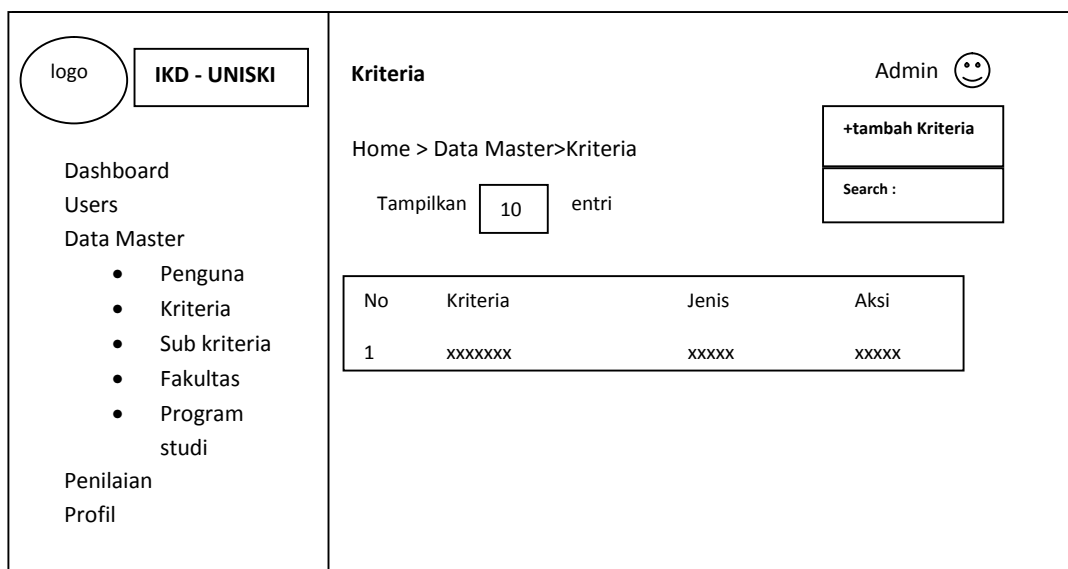 logo
IKD - UNISKI
Dashboard
Users
Data Master
• Penguna
• Kriteria
• Sub kriteria
• Fakultas
• Program
studi
Penilaian
Profil
Kriteria
Admin
+tambah Kriteria
Search :
Home > Data Master>Kriteria
Tampilkan 10 entri
No Kriteria Jenis Aksi
1 xxxxxxx xxxxx xxxxx